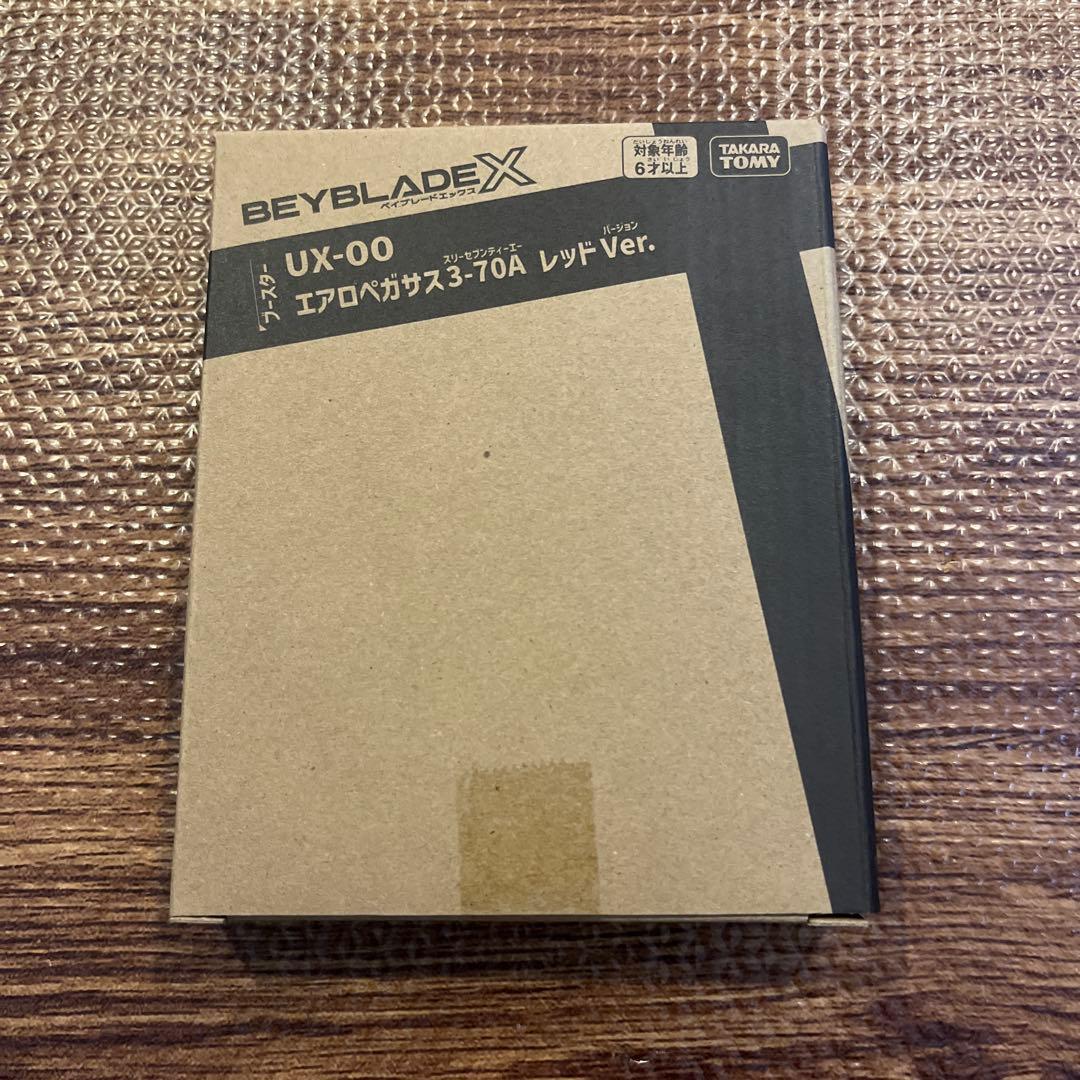 BEYBLADE X
ベイブレードエックス
たいしょうねんれい
対象年齢
さいいじょう
6才以上
TAKARA
TOMY
ブースター
UX-00
スリーセブンティーエー
バージョン
エアロペガサス3-70A レッド Ver.